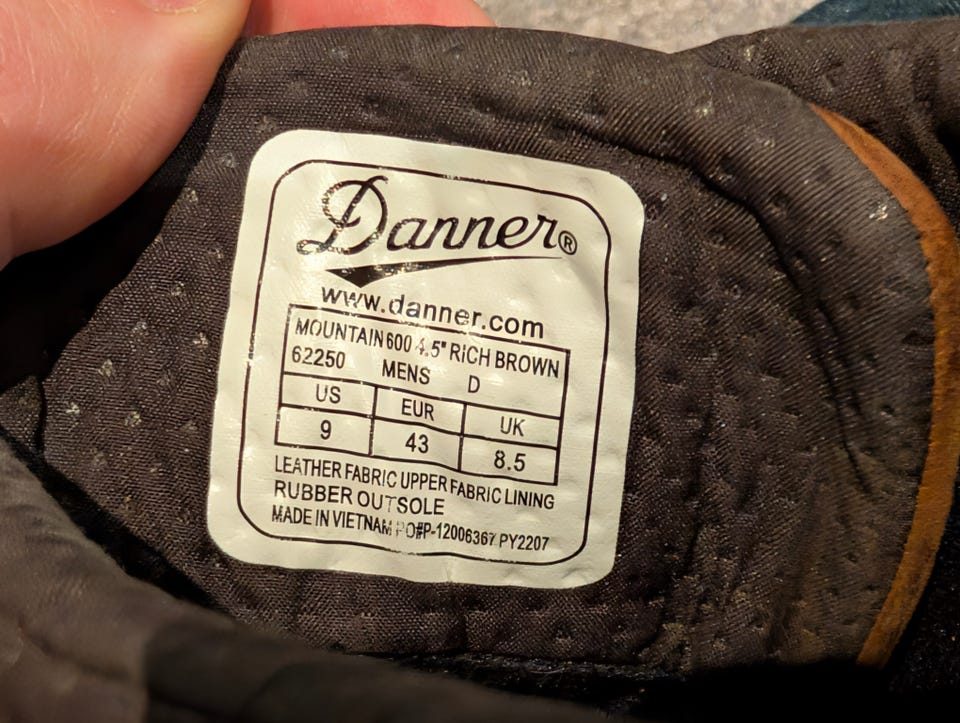 Danner®
www.danner.com
MOUNTAIN 600 4.5" RICH BROWN
62250 MENS D
US EUR UK
9 43 8.5
LEATHER FABRIC UPPER FABRIC LINING
RUBBER OUTSOLE
MADE IN VIETNAM PO#P-12006367 PY2207